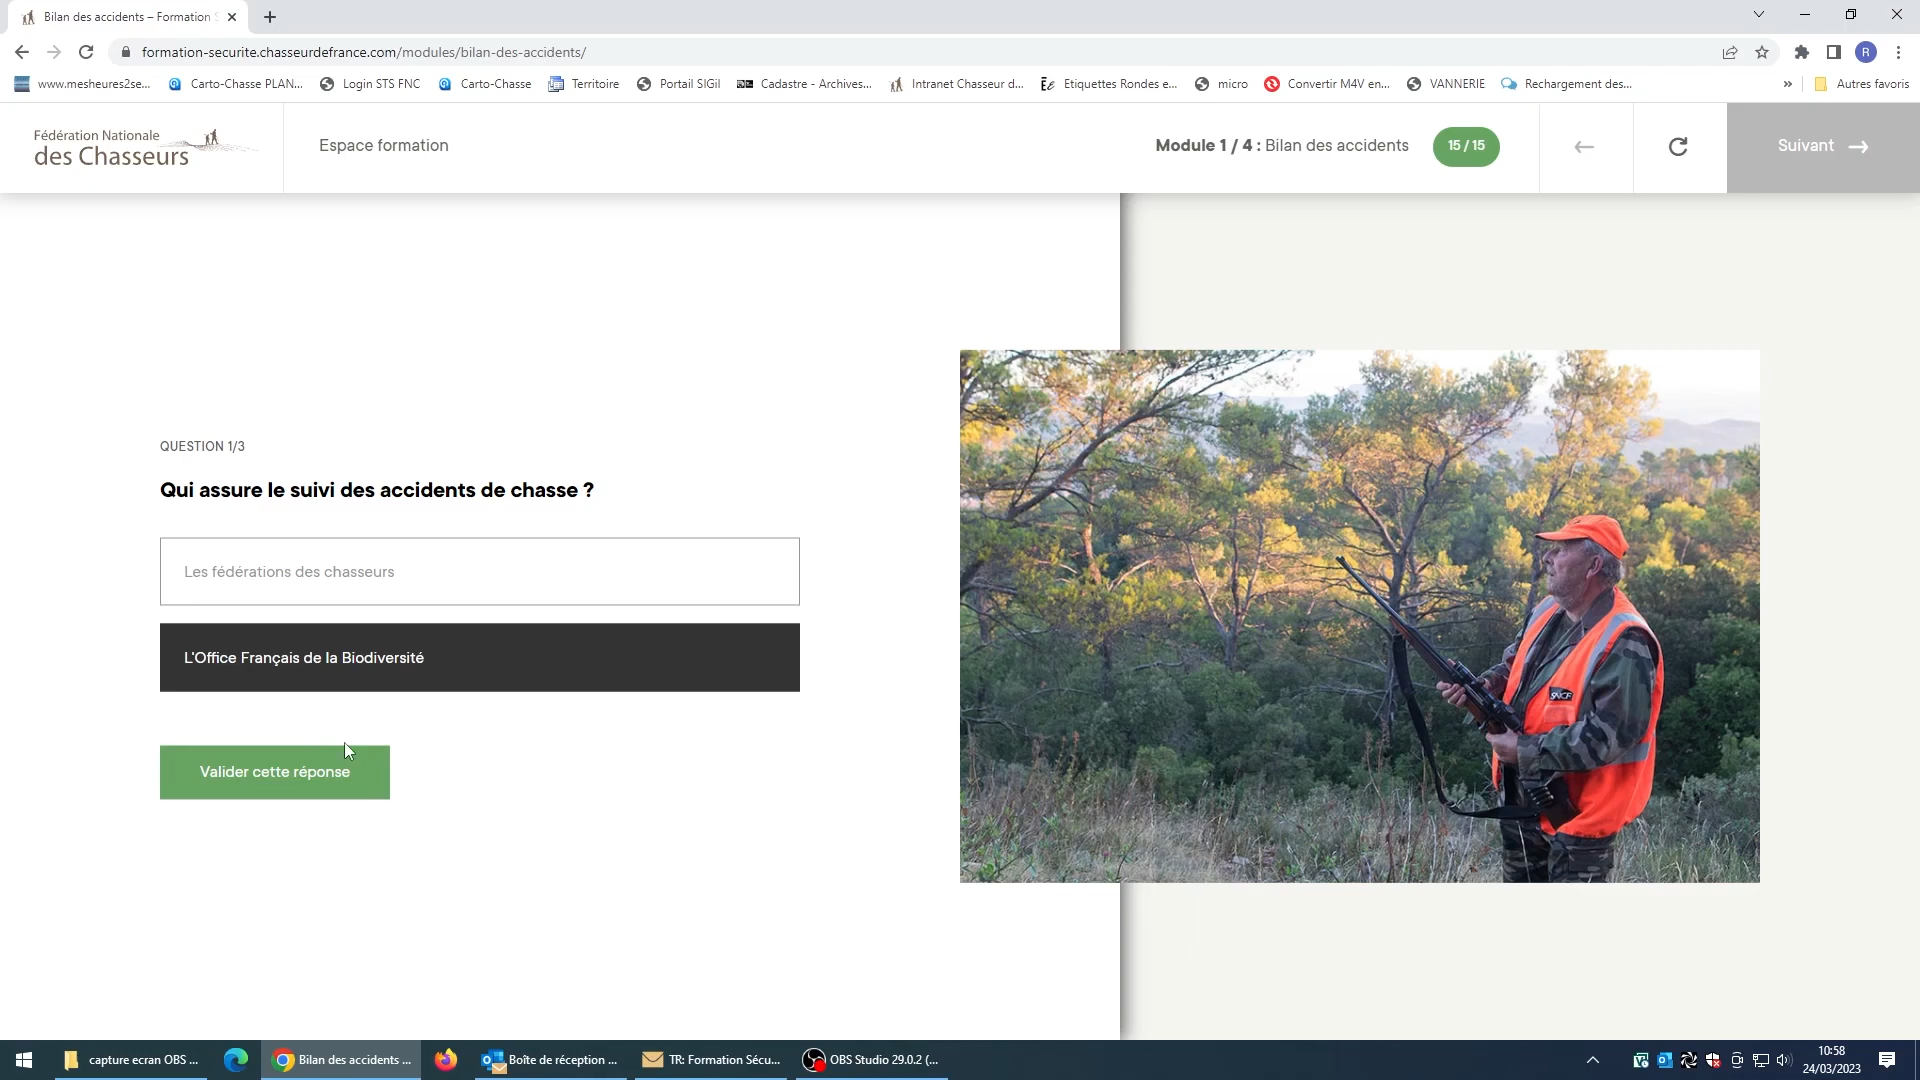 Bilan des accidents – Formation S
formation-securite.chasseurdefrance.com/modules/bilan-des-accidents/
R
www.mesheures2se...
Carto-Chasse PLAN...
Login STS FNC
Carto-Chasse
Territoire
Portail SIGil
Cadastre - Archives...
Intranet Chasseur d...
Etiquettes Rondes e...
micro
Convertir M4V en...
VANNERIE
Rechargement des...
»
Autres favoris
Fédération Nationale
des Chasseurs
Espace formation
Module 1 / 4 : Bilan des accidents
15 / 15
Suivant
QUESTION 1/3
Qui assure le suivi des accidents de chasse ?
Les fédérations des chasseurs
L'Office Français de la Biodiversité
Valider cette réponse
SNCF
capture ecran OBS ...
Bilan des accidents ...
Boîte de réception ...
TR: Formation Sécu...
OBS Studio 29.0.2 (...
10:58
24/03/2023